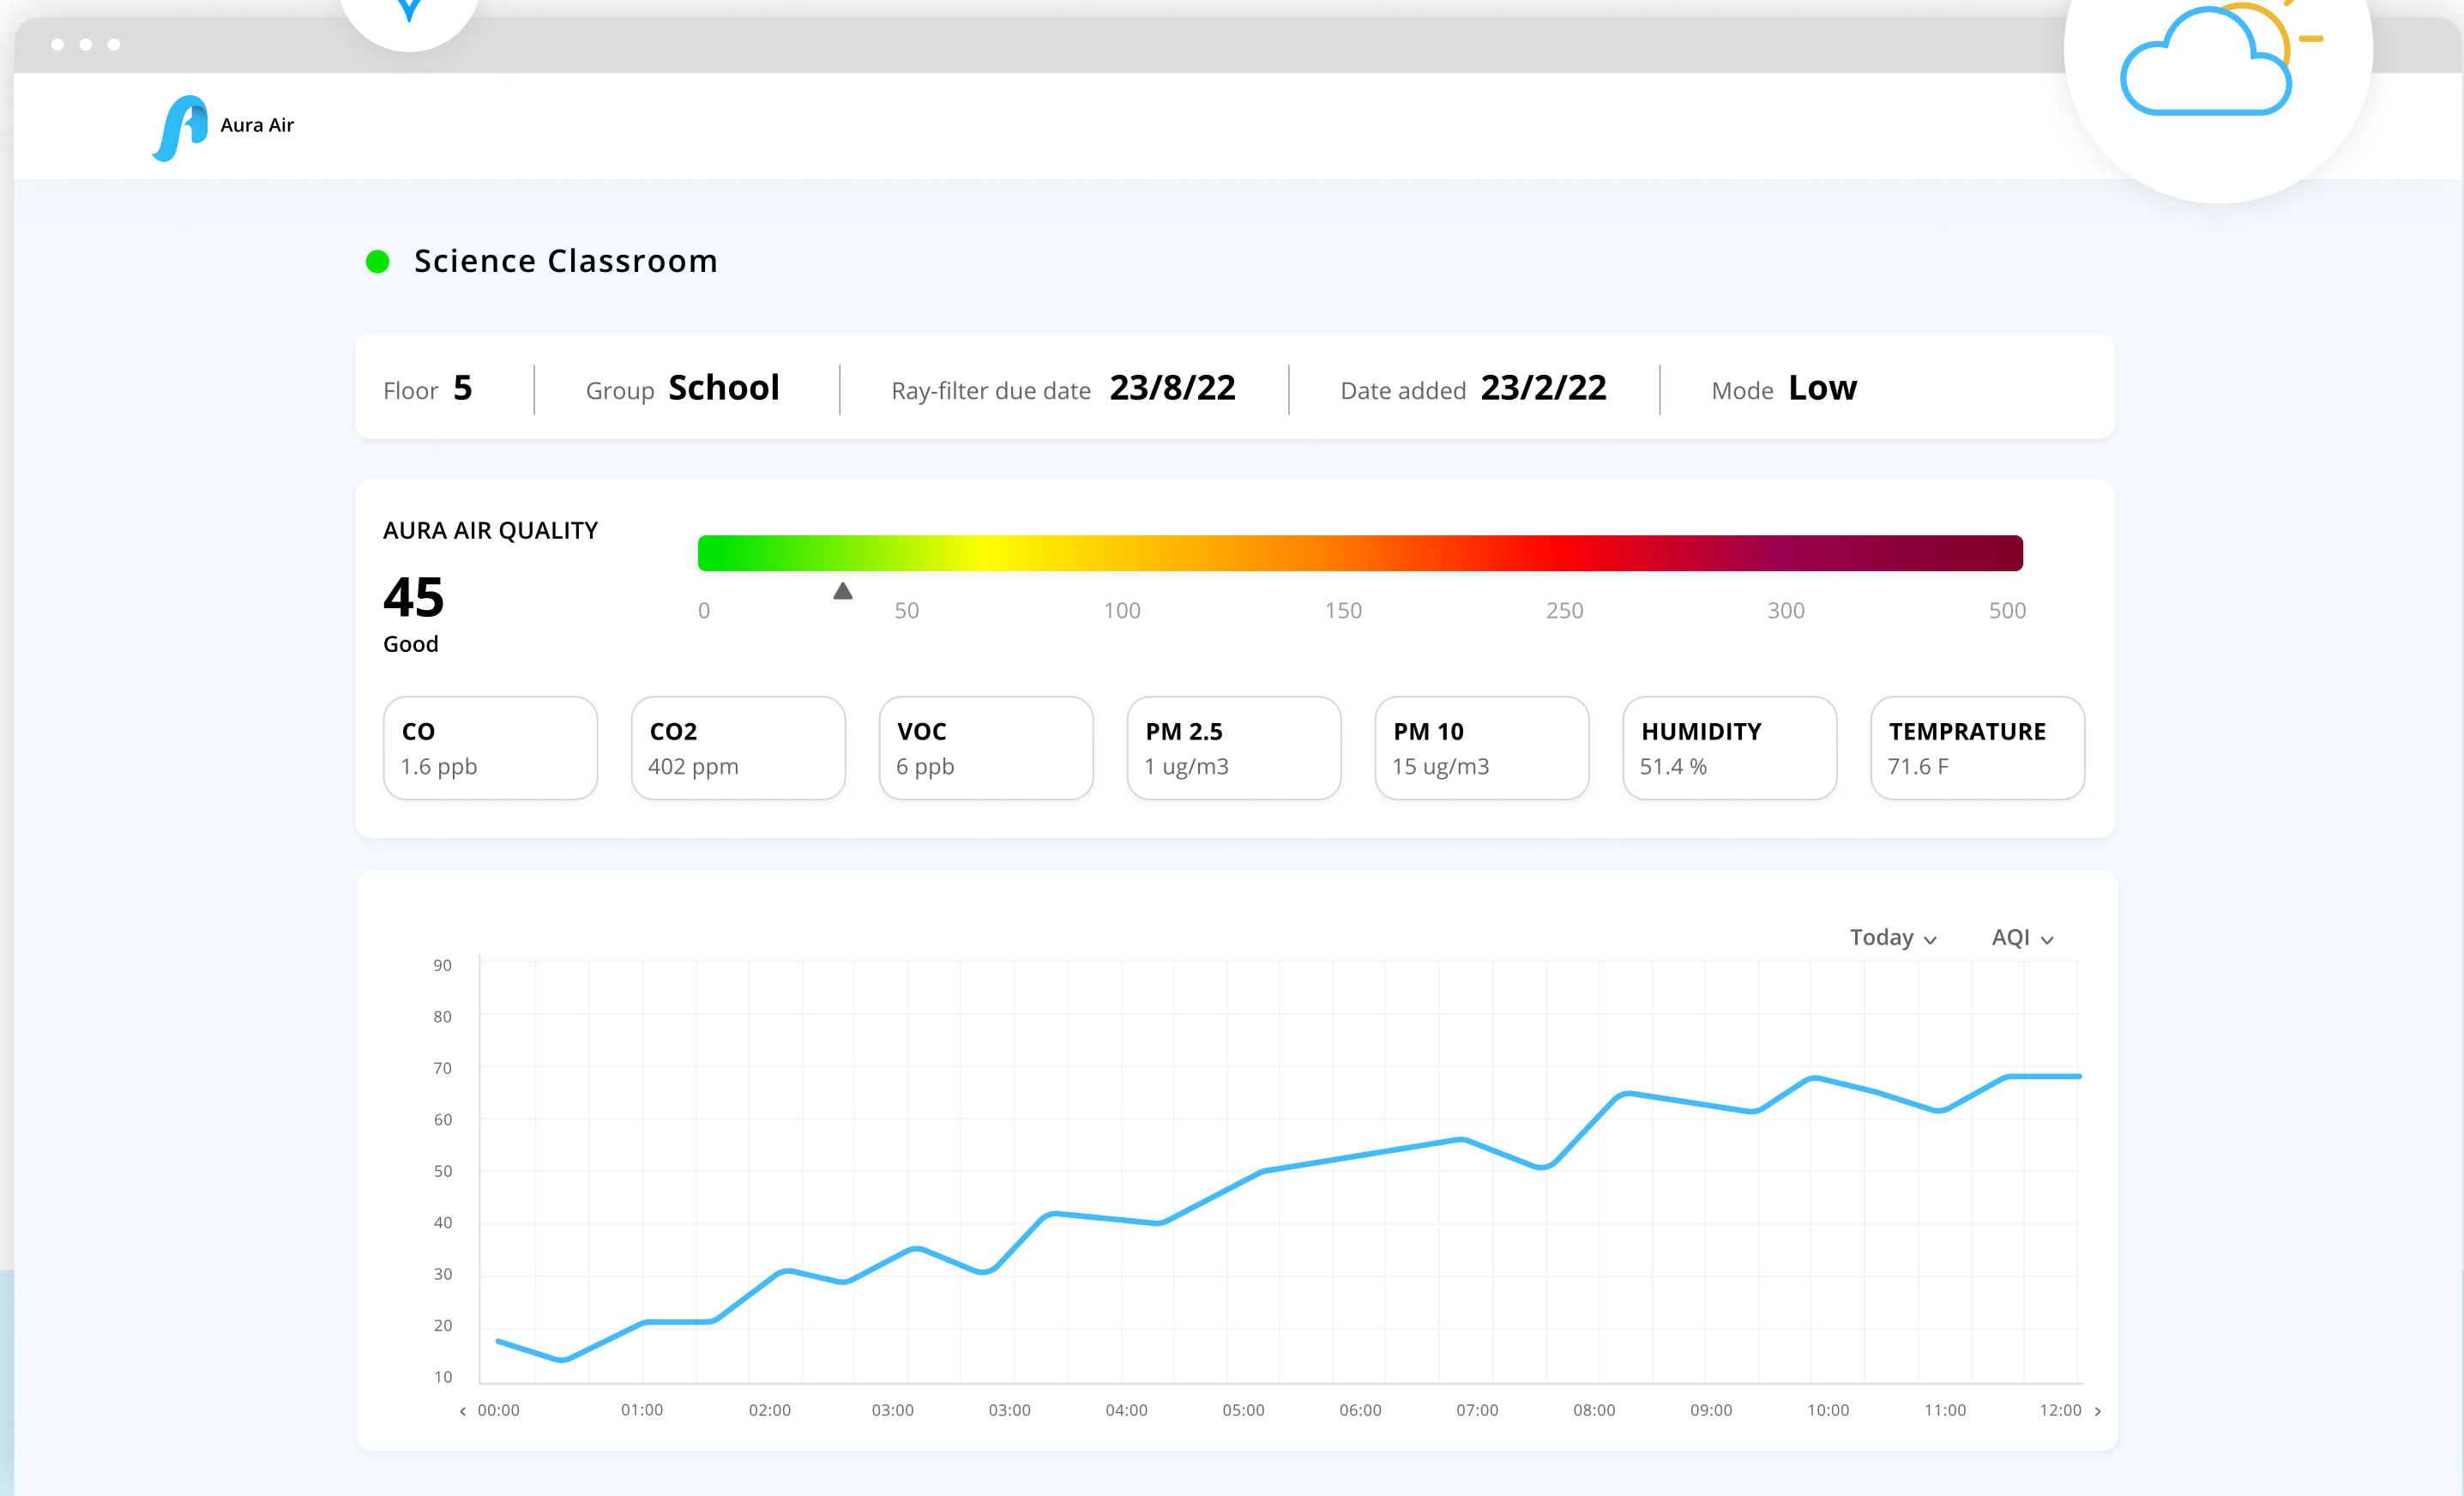 Aura Air
Science Classroom
Floor 5 Group School Ray-filter due date 23/8/22 Date added 23/2/22 Mode Low
AURA AIR QUALITY
45
Good
0 50 100 150 250 300 500
CO CO2 VOC PM 2.5 PM 10 HUMIDITY TEMPRATURE
1.6 ppb 402 ppm 6 ppb 1 ug/m3 15 ug/m3 51.4 % 71.6 F
Today AQI
90
80
70
60
50
40
30
20
10
00:00 01:00 02:00 03:00 03:00 04:00 05:00 06:00 07:00 08:00 09:00 10:00 11:00 12:00